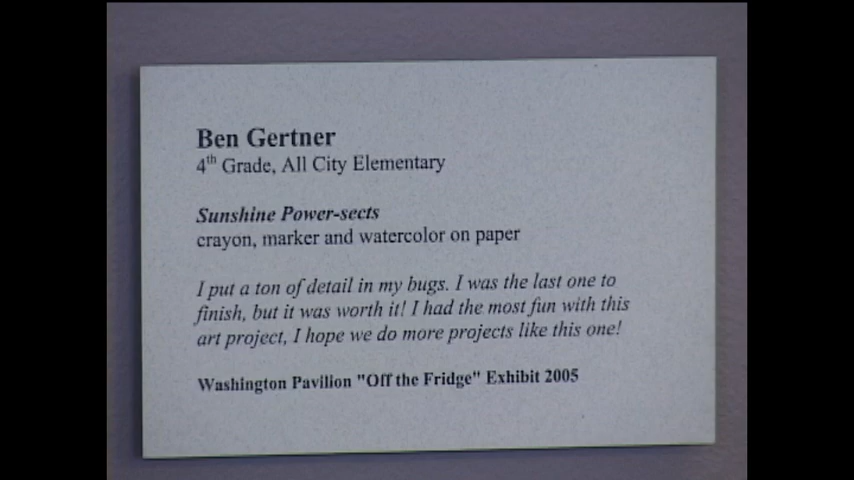 Ben Gertner
4th Grade, All City Elementary
Sunshine Power-sects
crayon, marker and watercolor on paper
I put a ton of detail in my bugs. I was the last one to
finish, but it was worth it! I had the most fun with this
art project, I hope we do more projects like this one!
Washington Pavilion "Off the Fridge" Exhibit 2005